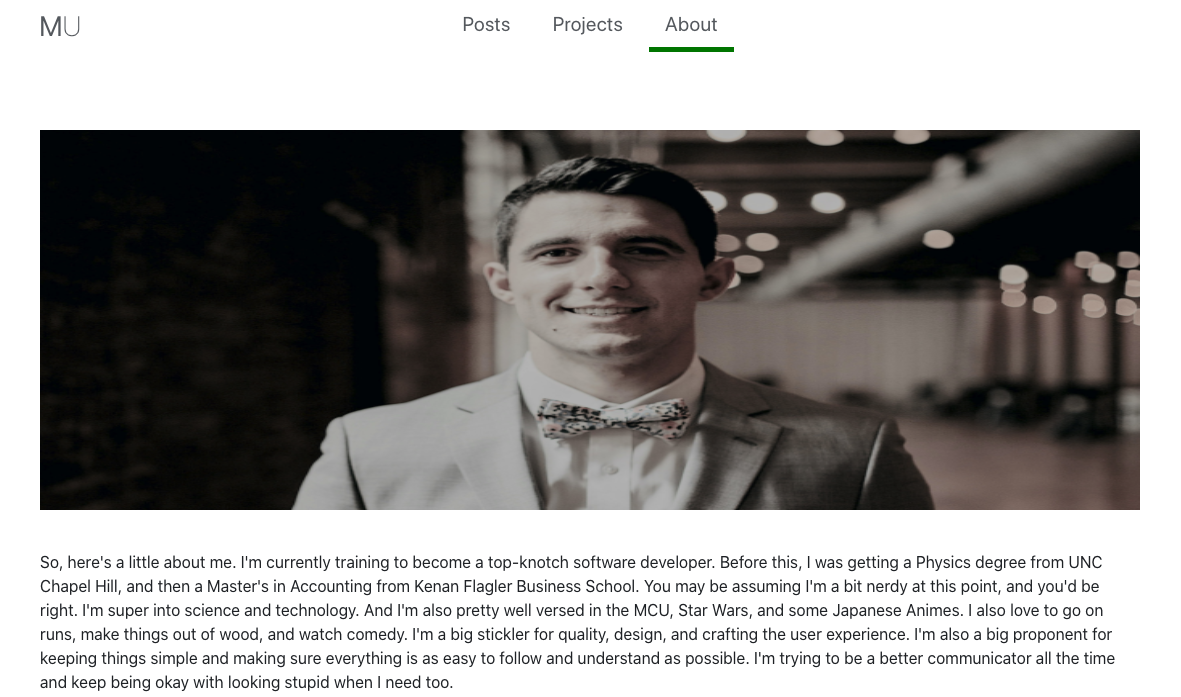 MU
Posts
Projects
About
So, here's a little about me. I'm currently training to become a top-knotch software developer. Before this, I was getting a Physics degree from UNC
Chapel Hill, and then a Master's in Accounting from Kenan Flagler Business School. You may be assuming I'm a bit nerdy at this point, and you'd be
right. I'm super into science and technology. And I'm also pretty well versed in the MCU, Star Wars, and some Japanese Animes. I also love to go on
runs, make things out of wood, and watch comedy. I'm a big stickler for quality, design, and crafting the user experience. I'm also a big proponent for
keeping things simple and making sure everything is as easy to follow and understand as possible. I'm trying to be a better communicator all the time
and keep being okay with looking stupid when I need too.